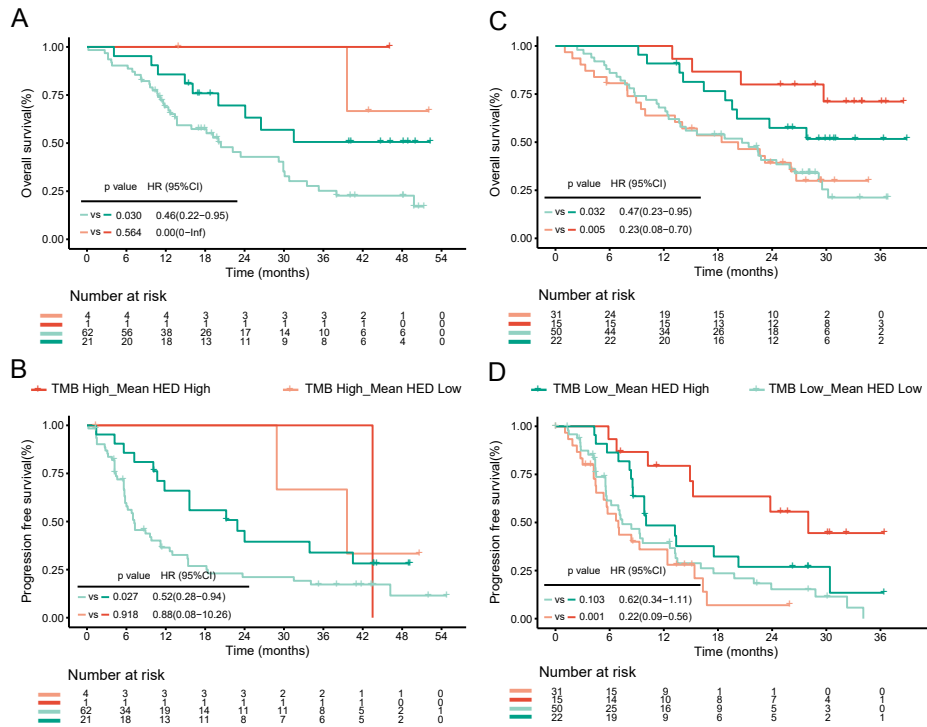 A
Overall survival(%)
1.00
0.75
0.50
0.25
0.00
p value HR (95%CI)
vs 0.030 0.46(0.22−0.95)
vs 0.564 0.00(0−Inf)
0 6 12 18 24 30 36 42 48 54
Time (months)
Number at risk
4 4 4 3 3 3 3 2 1 0
1 1 1 1 1 1 1 1 0 0
62 56 38 26 17 14 10 6 6 0
21 20 18 13 11 9 8 6 4 0
C
Overall survival(%)
1.00
0.75
0.50
0.25
0.00
p value HR (95%CI)
vs 0.032 0.47(0.23−0.95)
vs 0.005 0.23(0.08−0.70)
0 6 12 18 24 30 36
Time (months)
Number at risk
31 24 19 15 10 2 0
15 15 15 13 12 8 3
50 44 34 26 18 6 2
22 22 20 16 12 6 2
TMB High_Mean HED High TMB High_Mean HED Low TMB Low_Mean HED High TMB Low_Mean HED Low
B
Progression free survival(%)
1.00
0.75
0.50
0.25
0.00
p value HR (95%CI)
vs 0.027 0.52(0.28−0.94)
vs 0.918 0.88(0.08−10.26)
0 6 12 18 24 30 36 42 48 54
Time (months)
Number at risk
4 3 3 3 3 2 2 1 1 0
1 1 1 1 1 1 1 1 0 0
62 34 19 14 11 11 8 5 2 1
21 18 13 11 8 7 6 5 2 0
D
Progression free survival(%)
1.00
0.75
0.50
0.25
0.00
p value HR (95%CI)
vs 0.103 0.62(0.34−1.11)
vs 0.001 0.22(0.09−0.56)
0 6 12 18 24 30 36
Time (months)
Number at risk
31 15 9 1 1 0 0
15 14 10 8 7 4 1
50 25 16 9 5 3 0
22 19 9 6 6 2 1